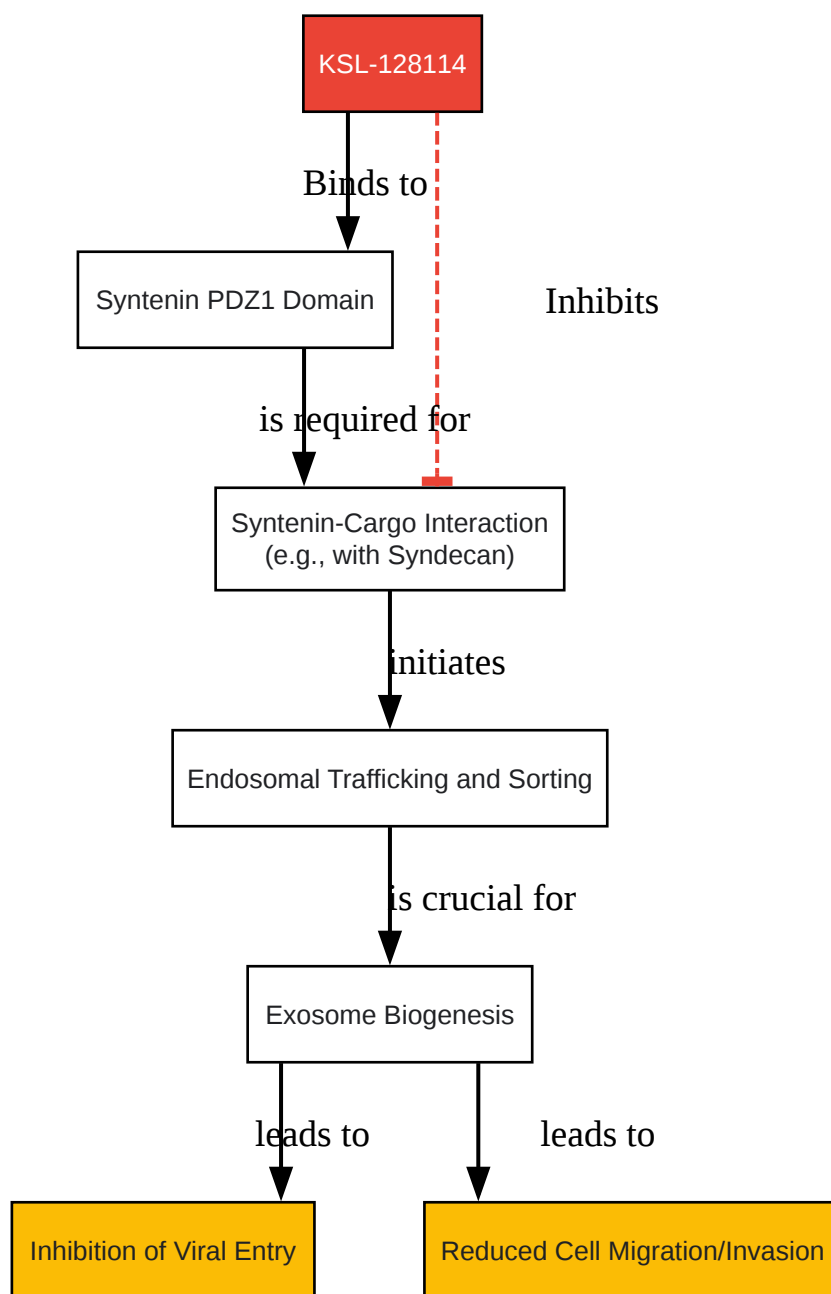 KSL-128114
Binds to
Syntenin PDZ1 Domain
Inhibits
is required for
Syntenin-Cargo Interaction
(e.g., with Syndecan)
initiates
Endosomal Trafficking and Sorting
is crucial for
Exosome Biogenesis
leads to
leads to
Inhibition of Viral Entry
Reduced Cell Migration/Invasion